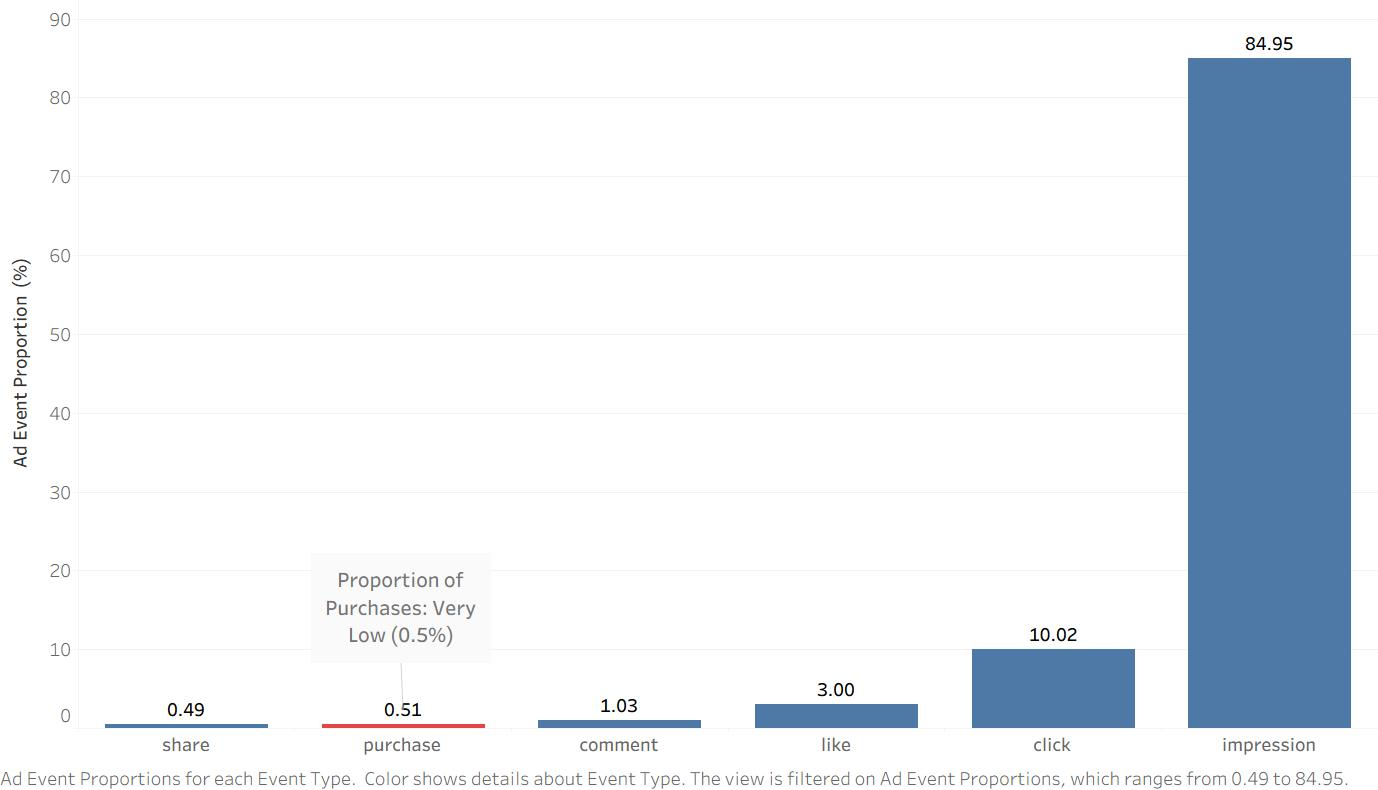 Ad Event Proportion (%)
90
80
70
60
50
40
30
20
10
0
84.95
10.02
3.00
1.03
0.51
0.49
Proportion of
Purchases: Very
Low (0.5%)
share
purchase
comment
like
click
impression
Ad Event Proportions for each Event Type.  Color shows details about Event Type. The view is filtered on Ad Event Proportions, which ranges from 0.49 to 84.95.